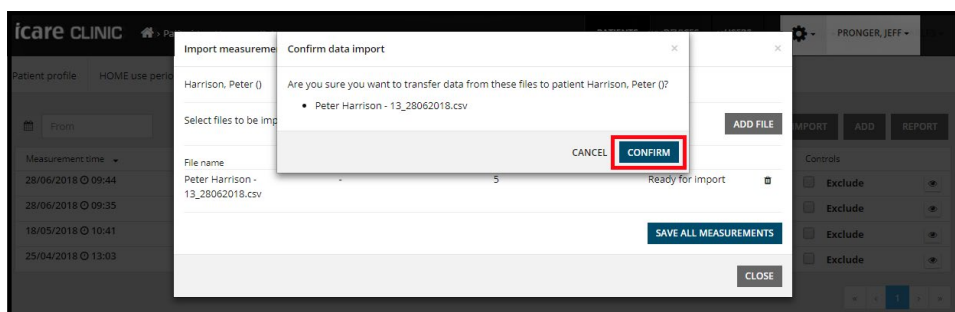 icare CLINIC
PATIENTS DEVICES USERS
PRONGER, JEFF
Import measureme
Confirm data import
×
×
Patient profile
HOME use perio
Harrison, Peter ()
Are you sure you want to transfer data from these files to patient Harrison, Peter ()?
• Peter Harrison - 13_28062018.csv
From
Select files to be imp
ADD FILE
IMPORT
ADD
REPORT
CANCEL
CONFIRM
Measurement time
File name
Controls
28/06/2018 09:44
Peter Harrison -
13_28062018.csv
-
5
Ready for import
Exclude
28/06/2018 09:35
Exclude
18/05/2018 10:41
SAVE ALL MEASUREMENTS
Exclude
25/04/2018 13:03
Exclude
CLOSE
« ‹ 1 › »